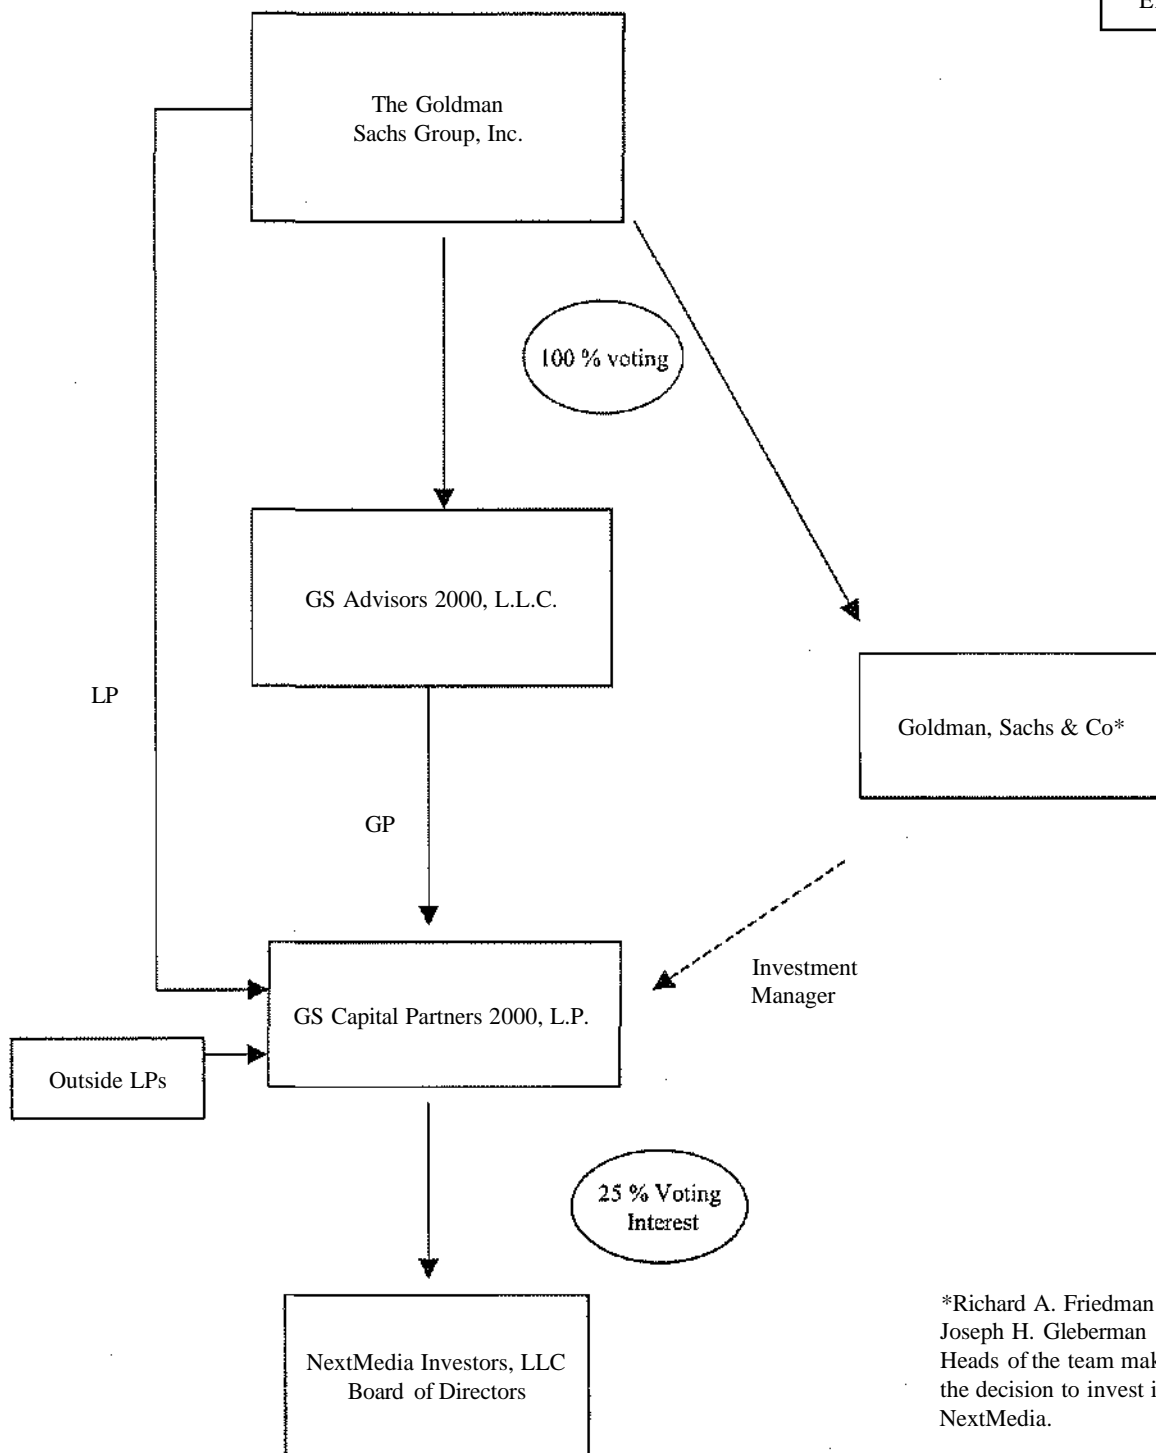 The Goldman
Sachs Group, Inc.
100 % voting
GS Advisors 2000, L.L.C.
LP
Goldman, Sachs & Co*
GP
Investment
Manager
GS Capital Partners 2000, L.P.
Outside LPs
25 % Voting
Interest
NextMedia Investors, LLC
Board of Directors
*Richard A. Friedman
Joseph H. Gleberman
Heads of the team mak
the decision to invest i
NextMedia.